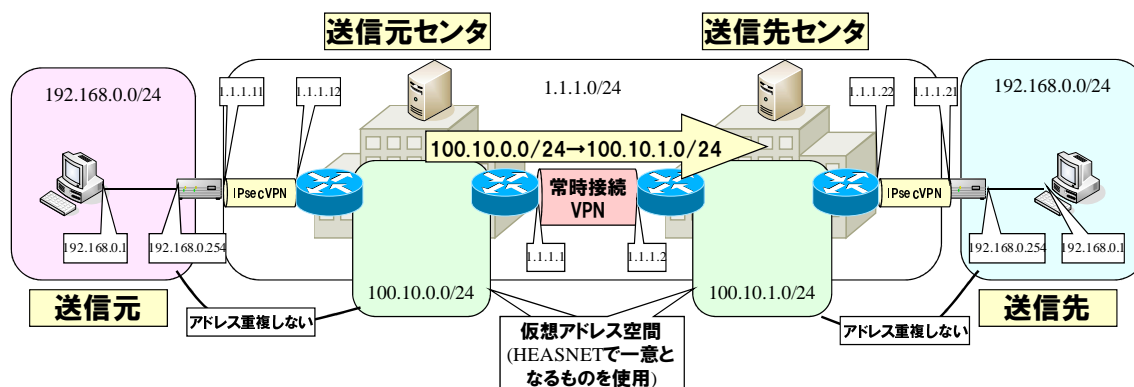 送信元センタ
送信先センタ
192.168.0.0/24
1.1.1.11
1.1.1.12
1.1.1.0/24
1.1.1.22
1.1.1.21
192.168.0.0/24
100.10.0.0/24→100.10.1.0/24
IPsecVPN
常時接続
VPN
IPsecVPN
192.168.0.1
192.168.0.254
1.1.1.1
1.1.1.2
192.168.0.254
192.168.0.1
100.10.0.0/24
100.10.1.0/24
送信元
アドレス重複しない
仮想アドレス空間
(HEASNETで一意と
なるものを使用)
アドレス重複しない
送信先